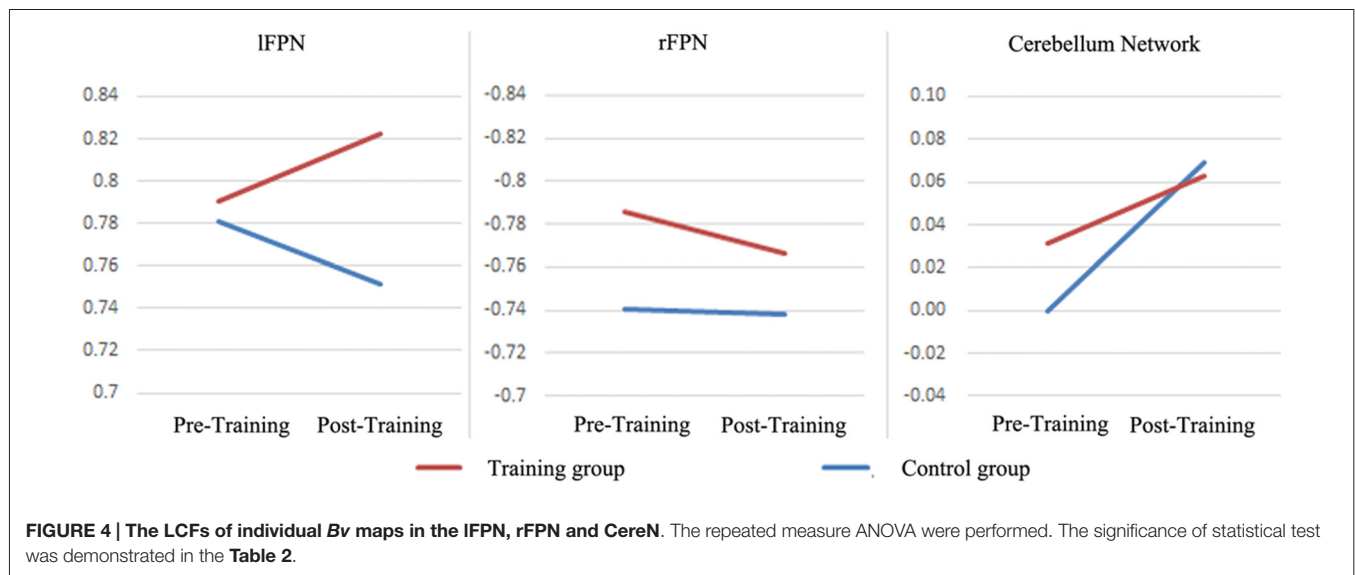 lFPN rFPN Cerebellum Network
0.84 -0.84 0.10
0.82 -0.82 0.08
0.8 -0.8 0.06
0.78 -0.78 0.04
0.76 -0.76 0.02
0.74 -0.74 0.00
0.72 -0.72 -0.02
0.7 -0.7 -0.04
Pre-Training Post-Training Pre-Training Post-Training Pre-Training Post-Training
Training group Control group
FIGURE 4 | The LCFs of individual Bv maps in the lFPN, rFPN and CereN. The repeated measure ANOVA were performed. The significance of statistical test
was demonstrated in the Table 2.